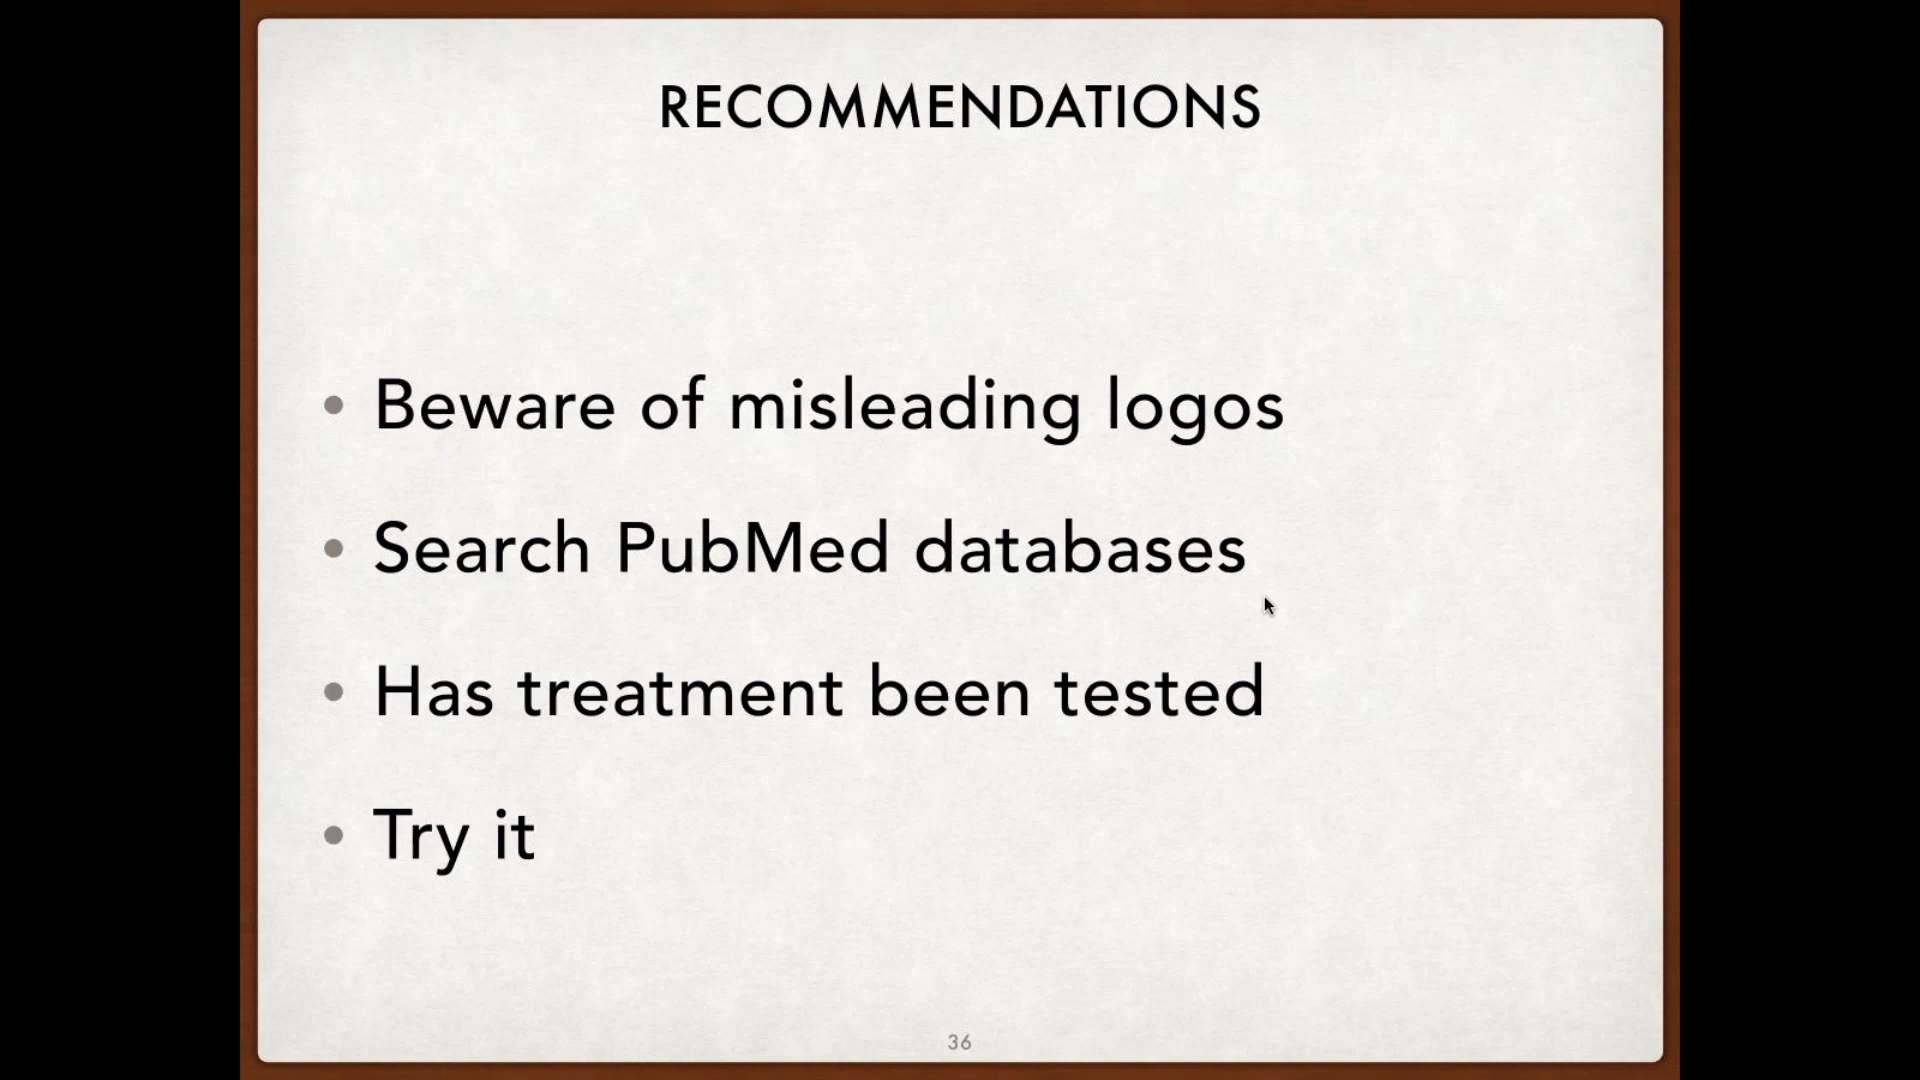 RECOMMENDATIONS
• Beware of misleading logos
• Search PubMed databases
• Has treatment been tested
• Try it
36